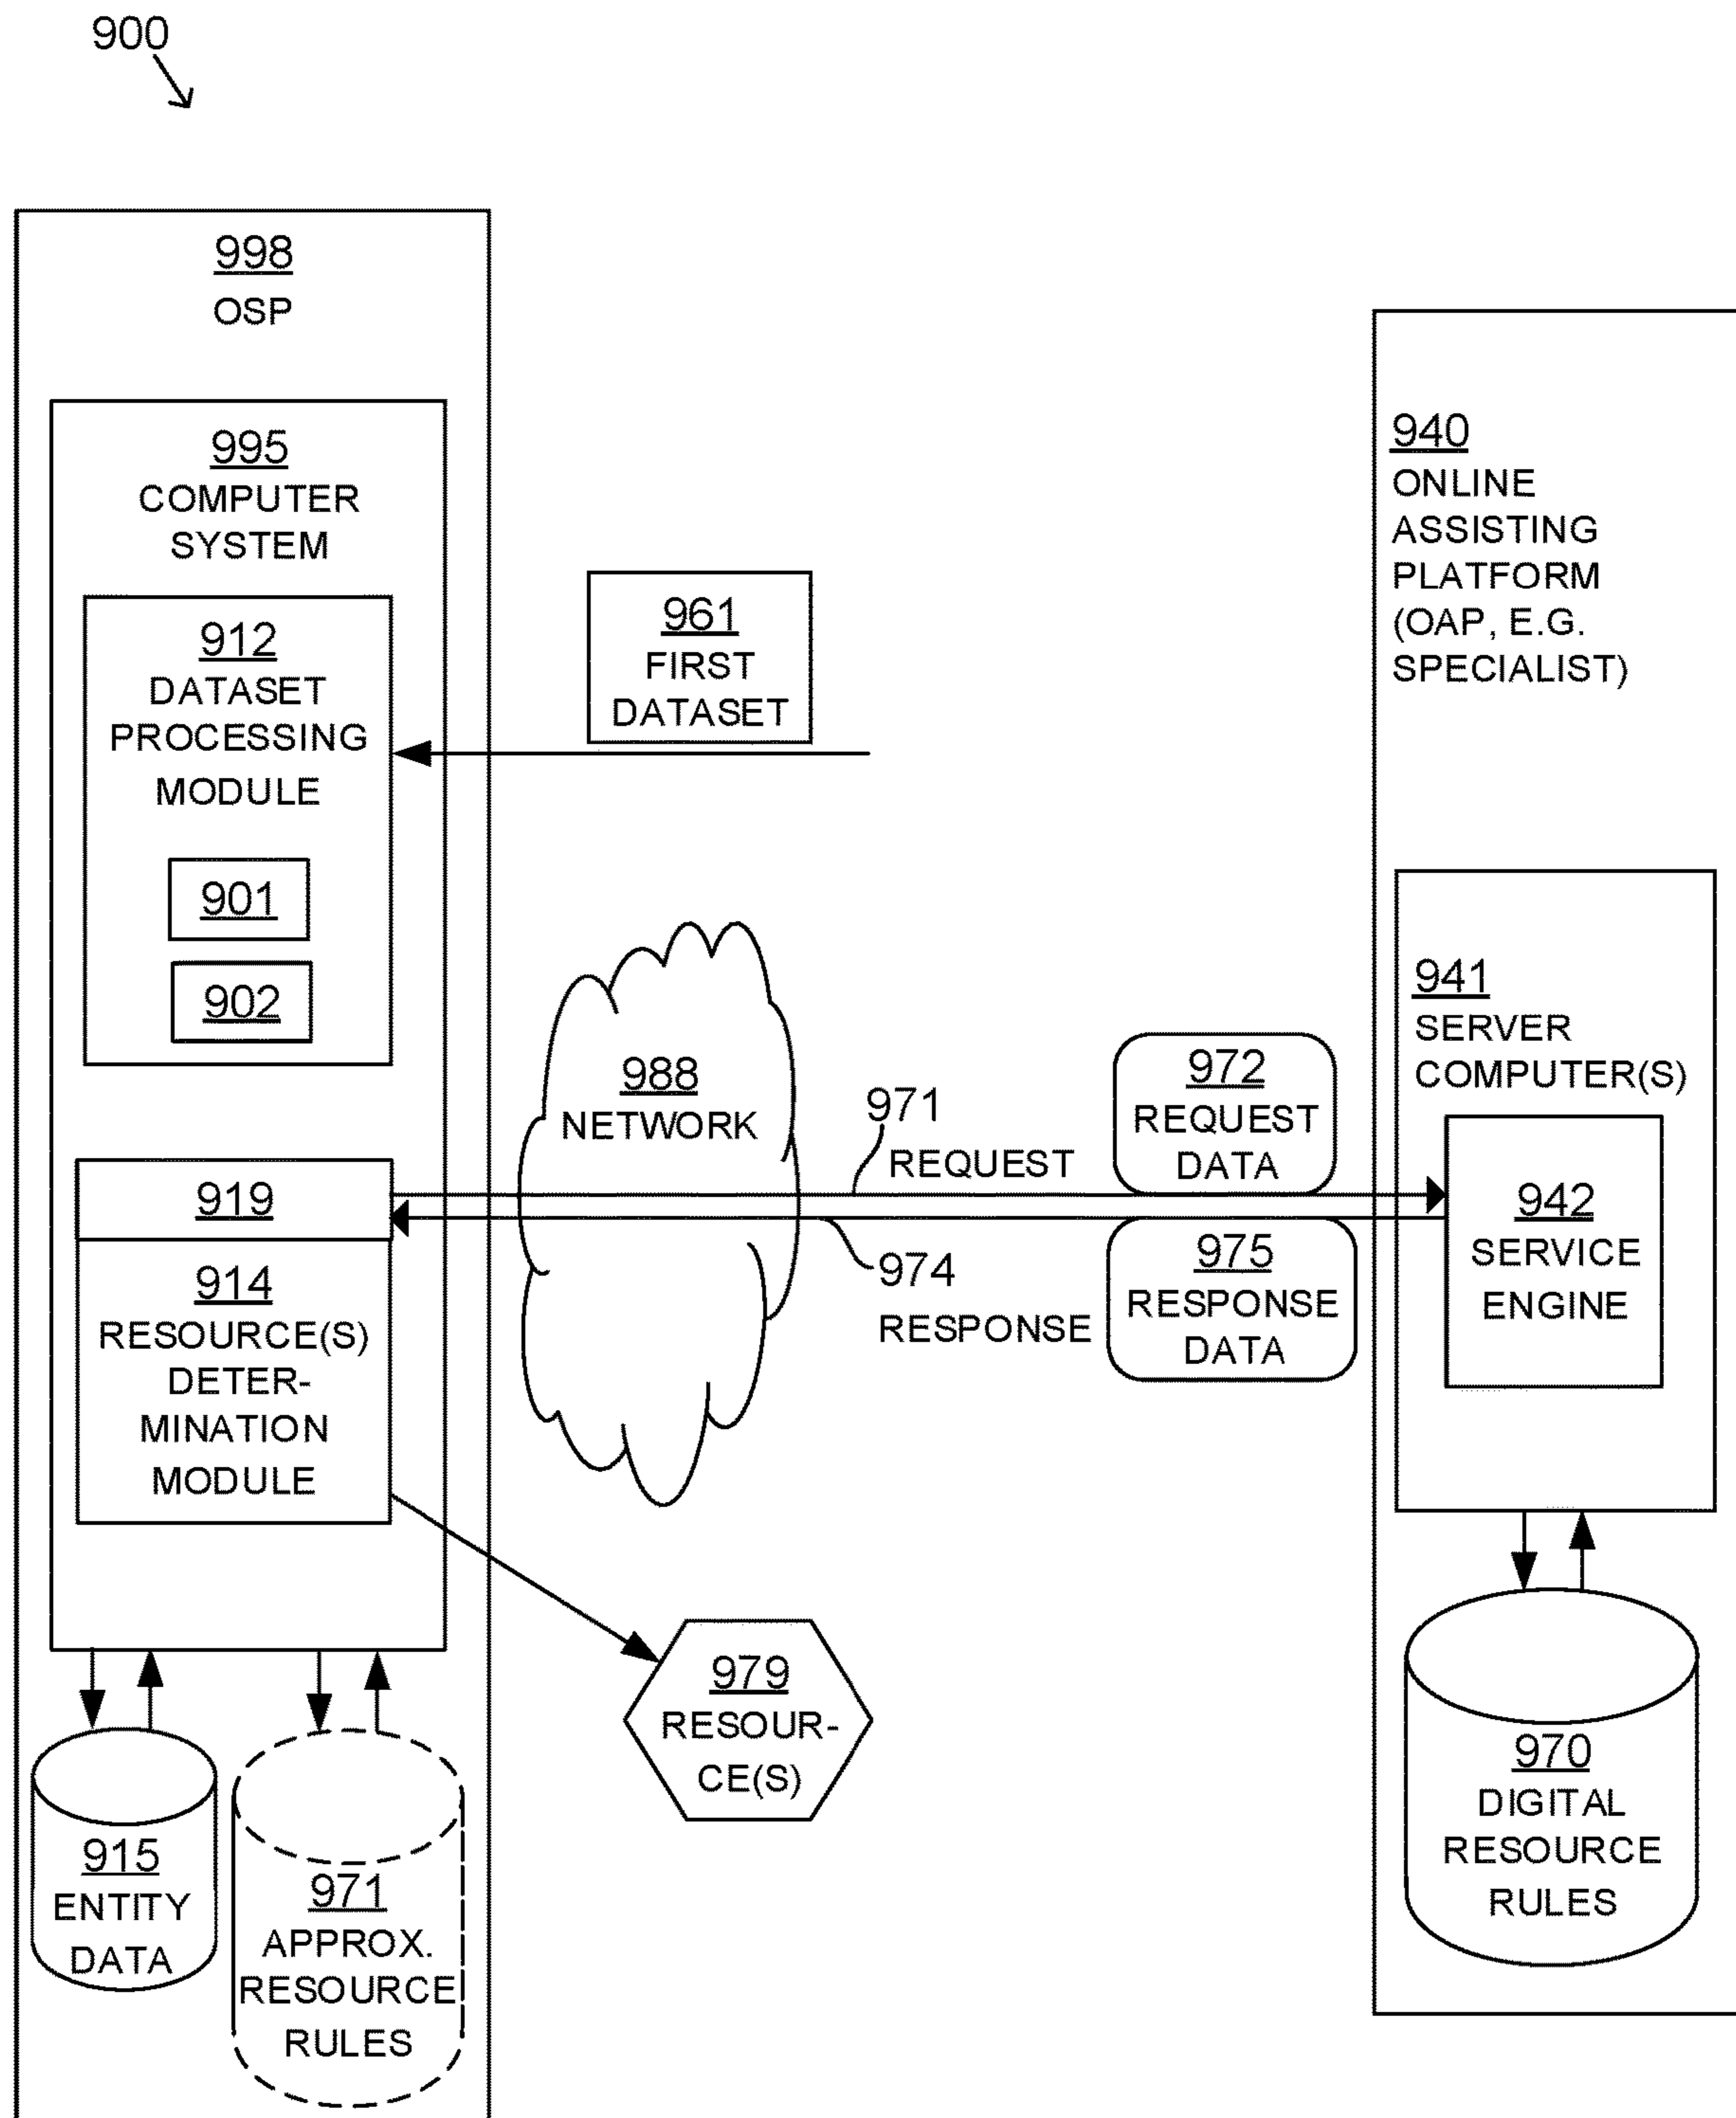 900
998
OSP
995
COMPUTER
SYSTEM
912
DATASET
PROCESSING
MODULE
901
902
919
914
RESOURCE(S)
DETER-
MINATION
MODULE
915
ENTITY
DATA
971
APPROX.
RESOURCE
RULES
961
FIRST
DATASET
988
NETWORK
971
REQUEST
974
RESPONSE
972
REQUEST
DATA
975
RESPONSE
DATA
979
RESOUR-
CE(S)
940
ONLINE
ASSISTING
PLATFORM
(OAP, E.G.
SPECIALIST)
941
SERVER
COMPUTER(S)
942
SERVICE
ENGINE
970
DIGITAL
RESOURCE
RULES